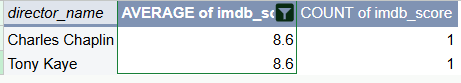 director_name AVERAGE of imdb_sc COUNT of imdb_score
Charles Chaplin 8.6 1
Tony Kaye 8.6 1